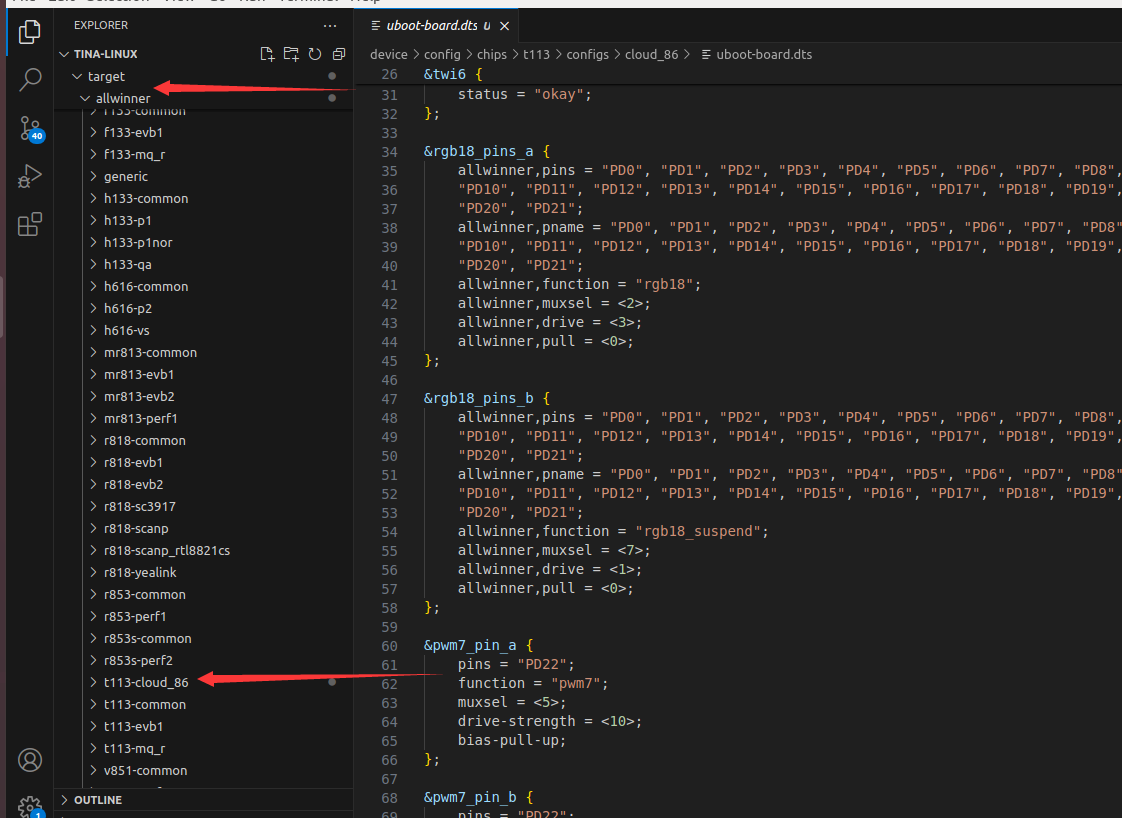 EXPLORER
TINA-LINUX
target
allwinner
f133-common
f133-evb1
f133-mq_r
generic
h133-common
h133-p1
h133-p1nor
h133-qa
h616-common
h616-p2
h616-vs
mr813-common
mr813-evb1
mr813-evb2
mr813-perf1
r818-common
r818-evb1
r818-evb2
r818-sc3917
r818-scanp
r818-scanp_rtl8821cs
r818-yealink
r853-common
r853-perf1
r853s-common
r853s-perf2
t113-cloud_86
t113-common
t113-evb1
t113-mq_r
v851-common
OUTLINE
40
1
uboot-board.dts U
device > config > chips > t113 > configs > cloud_86 > uboot-board.dts
26 &twi6 {
31 status = "okay";
32 };
33
34 &rgb18_pins_a {
35 allwinner,pins = "PD0", "PD1", "PD2", "PD3", "PD4", "PD5", "PD6", "PD7", "PD8",
36 "PD10", "PD11", "PD12", "PD13", "PD14", "PD15", "PD16", "PD17", "PD18", "PD19",
37 "PD20", "PD21";
38 allwinner,pname = "PD0", "PD1", "PD2", "PD3", "PD4", "PD5", "PD6", "PD7", "PD8"
39 "PD10", "PD11", "PD12", "PD13", "PD14", "PD15", "PD16", "PD17", "PD18", "PD19",
40 "PD20", "PD21";
41 allwinner,function = "rgb18";
42 allwinner,muxsel = <2>;
43 allwinner,drive = <3>;
44 allwinner,pull = <0>;
45 };
46
47 &rgb18_pins_b {
48 allwinner,pins = "PD0", "PD1", "PD2", "PD3", "PD4", "PD5", "PD6", "PD7", "PD8",
49 "PD10", "PD11", "PD12", "PD13", "PD14", "PD15", "PD16", "PD17", "PD18", "PD19",
50 "PD20", "PD21";
51 allwinner,pname = "PD0", "PD1", "PD2", "PD3", "PD4", "PD5", "PD6", "PD7", "PD8"
52 "PD10", "PD11", "PD12", "PD13", "PD14", "PD15", "PD16", "PD17", "PD18", "PD19",
53 "PD20", "PD21";
54 allwinner,function = "rgb18_suspend";
55 allwinner,muxsel = <7>;
56 allwinner,drive = <1>;
57 allwinner,pull = <0>;
58 };
59
60 &pwm7_pin_a {
61 pins = "PD22";
62 function = "pwm7";
63 muxsel = <5>;
64 drive-strength = <10>;
65 bias-pull-up;
66 };
67
68 &pwm7_pin_b {
69 pins = "PD22";